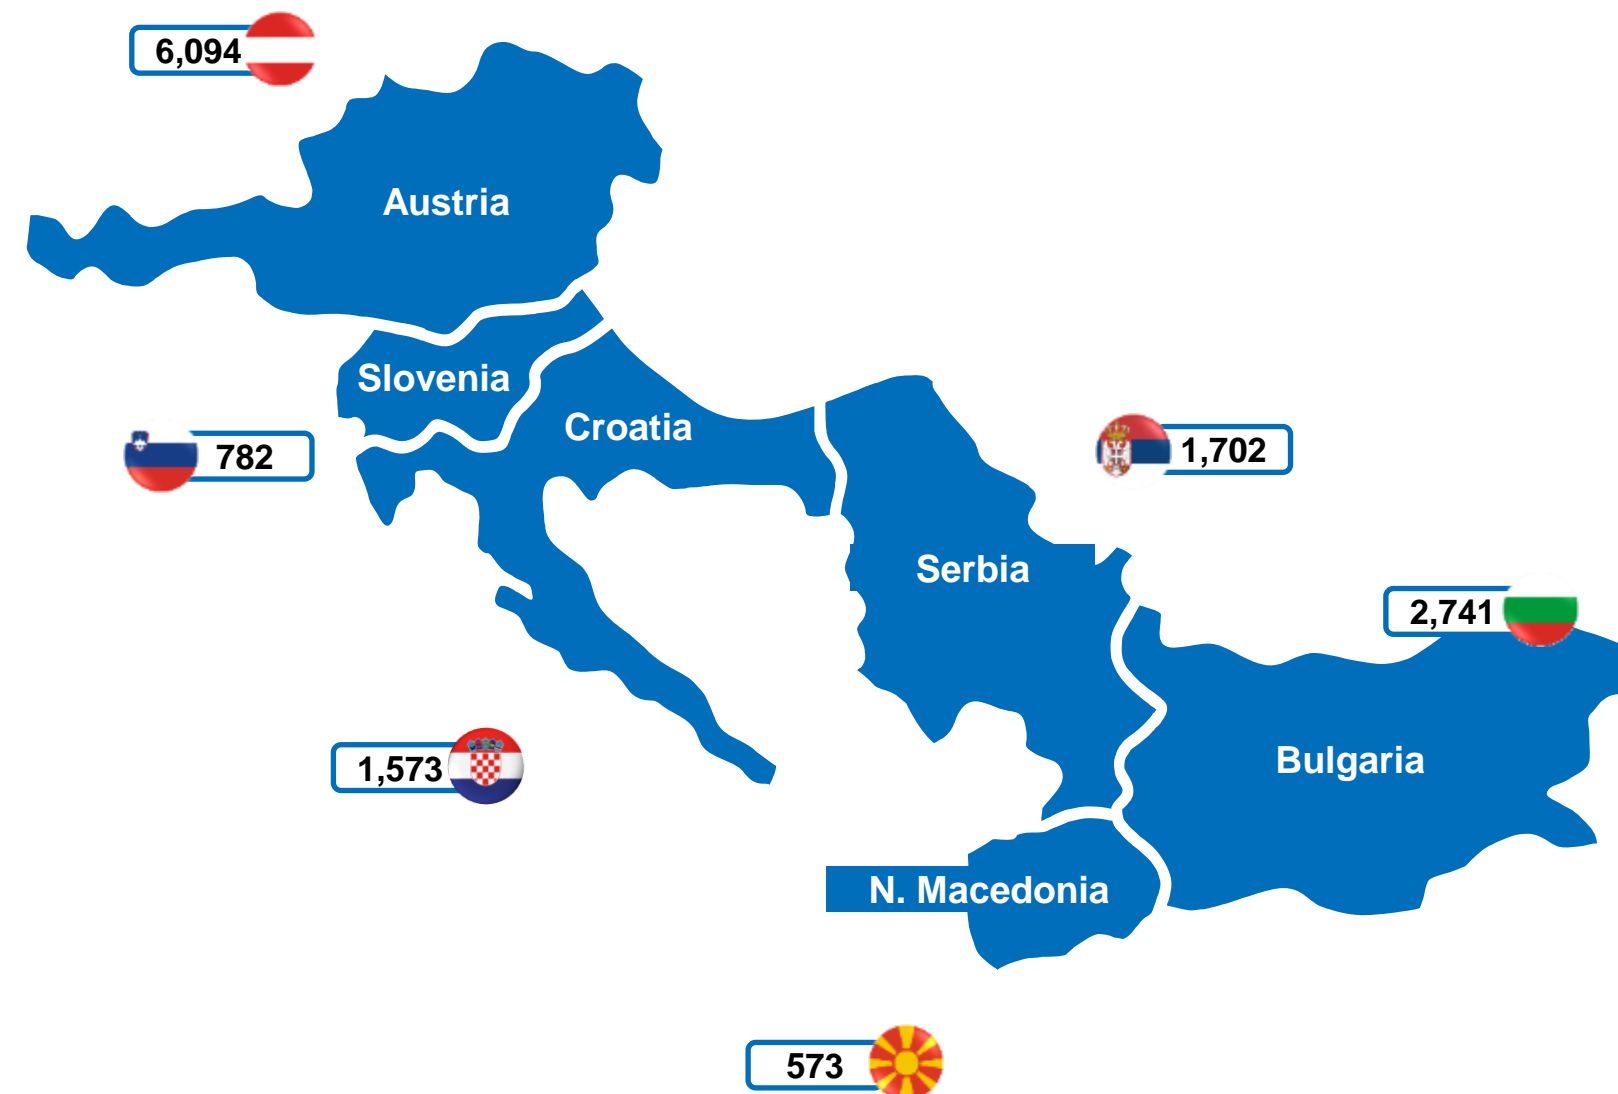 6,094
Austria
Slovenia
Croatia
782
1,702
Serbia
2,741
1,573
Bulgaria
N. Macedonia
573